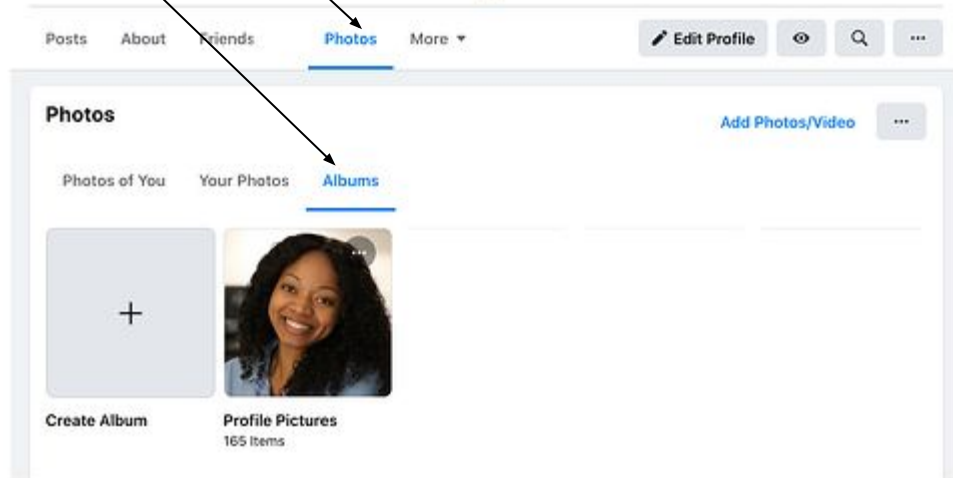 Posts About Friends Photos More
Edit Profile
Photos
Add Photos/Video
Photos of You Your Photos Albums
Create Album Profile Pictures
165 Items